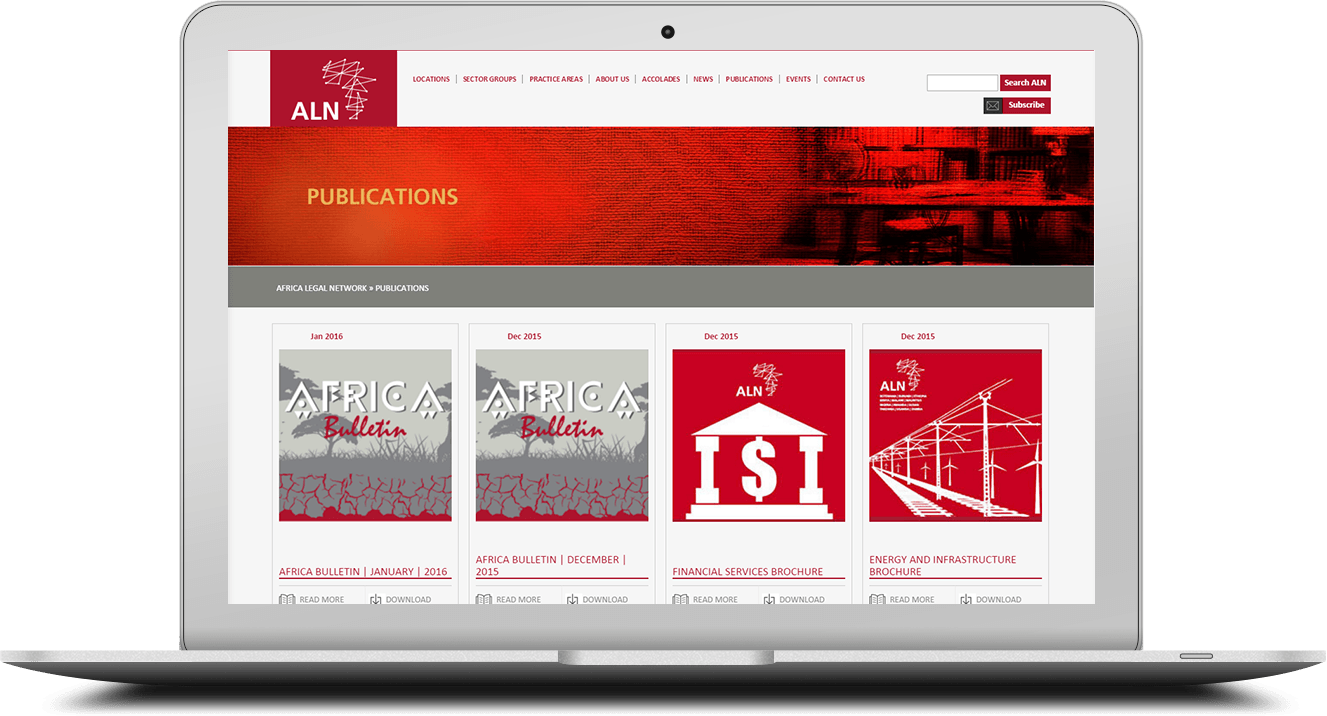 ALN
LOCATIONS | SECTOR GROUPS | PRACTICE AREAS | ABOUT US | ACCOLADES | NEWS | PUBLICATIONS | EVENTS | CONTACT US
Search ALN
Subscribe
PUBLICATIONS
AFRICA LEGAL NETWORK » PUBLICATIONS
Jan 2016
AFRICA
Bulletin
AFRICA BULLETIN | JANUARY | 2016
READ MORE DOWNLOAD
Dec 2015
AFRICA
Bulletin
AFRICA BULLETIN | DECEMBER |
2015
READ MORE DOWNLOAD
Dec 2015
ALN
$
FINANCIAL SERVICES BROCHURE
READ MORE DOWNLOAD
Dec 2015
ALN
ENERGY AND INFRASTRUCTURE
BROCHURE
READ MORE DOWNLOAD